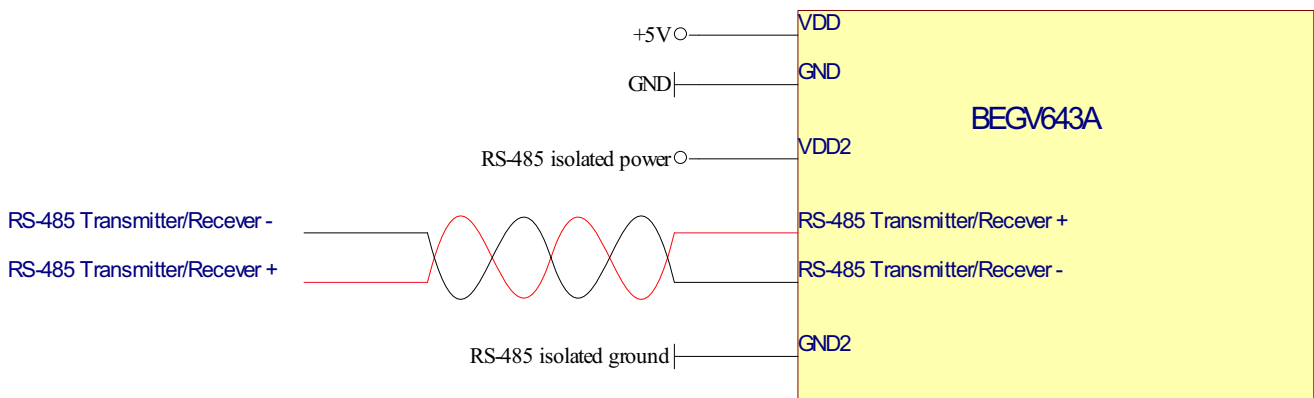 +5V
VDD
GND
GND
BEGV643A
RS-485 isolated power
VDD2
RS-485 Transmitter/Recever -
RS-485 Transmitter/Recever +
RS-485 Transmitter/Recever +
RS-485 Transmitter/Recever -
RS-485 isolated ground
GND2